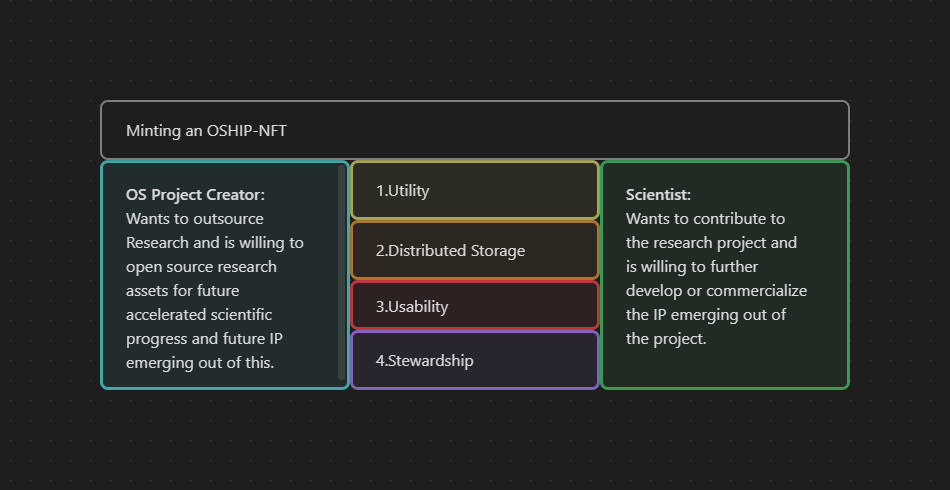 Minting an OSHIP-NFT
OS Project Creator:
Wants to outsource
Research and is willing to
open source research
assets for future
accelerated scientific
progress and future IP
emerging out of this.
1.Utility
2.Distributed Storage
3.Usability
4.Stewardship
Scientist:
Wants to contribute to
the research project and
is willing to further
develop or commercialize
the IP emerging out of
the project.